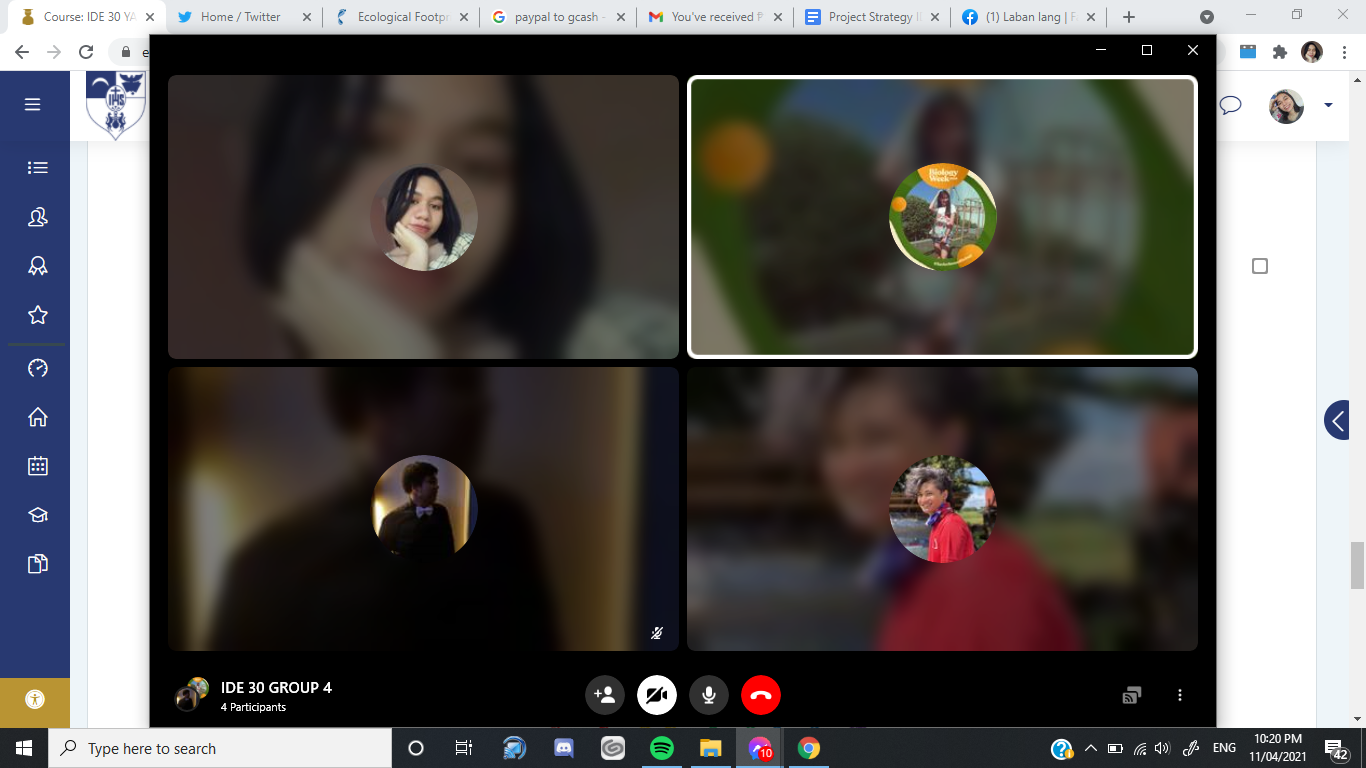 Course: IDE 30 YA
Home / Twitter
Ecological Footpr
paypal to gcash -
You've received ₱
Project Strategy I
(1) Laban lang | F
e
IHS
Biology
Week
IDE 30 GROUP 4
4 Participants
Type here to search
10
ENG
10:20 PM
11/04/2021
42